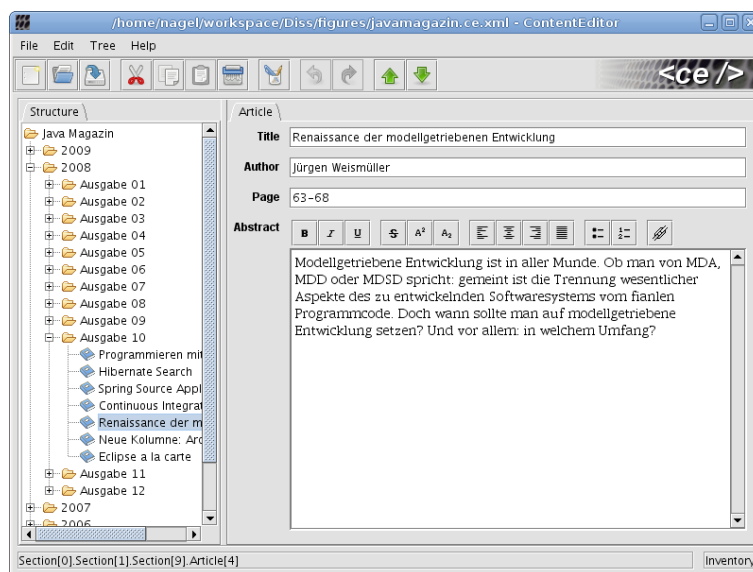 /home/nagel/workspace/Diss/figures/javamagazin.ce.xml - ContentEditor
File Edit Tree Help
<ce />
Structure
Java Magazin
2009
2008
Ausgabe 01
Ausgabe 02
Ausgabe 03
Ausgabe 04
Ausgabe 05
Ausgabe 06
Ausgabe 07
Ausgabe 08
Ausgabe 09
Ausgabe 10
Programmieren mit
Hibernate Search
Spring Source Appl
Continuous Integrat
Renaissance der m
Neue Kolumne: Arc
Eclipse a la carte
Ausgabe 11
Ausgabe 12
2007
2006
Article
Title Renaissance der modellgetriebenen Entwicklung
Author Jürgen Weismüller
Page 63-68
Abstract B I U S A² A₂
Modellgetriebene Entwicklung ist in aller Munde. Ob man von MDA,
MDD oder MDSD spricht: gemeint ist die Trennung wesentlicher
Aspekte des zu entwickelnden Softwaresystems vom fianlen
Programmcode. Doch wann sollte man auf modellgetriebene
Entwicklung setzen? Und vor allem: in welchem Umfang?
Section[0].Section[1].Section[9].Article[4] Inventory